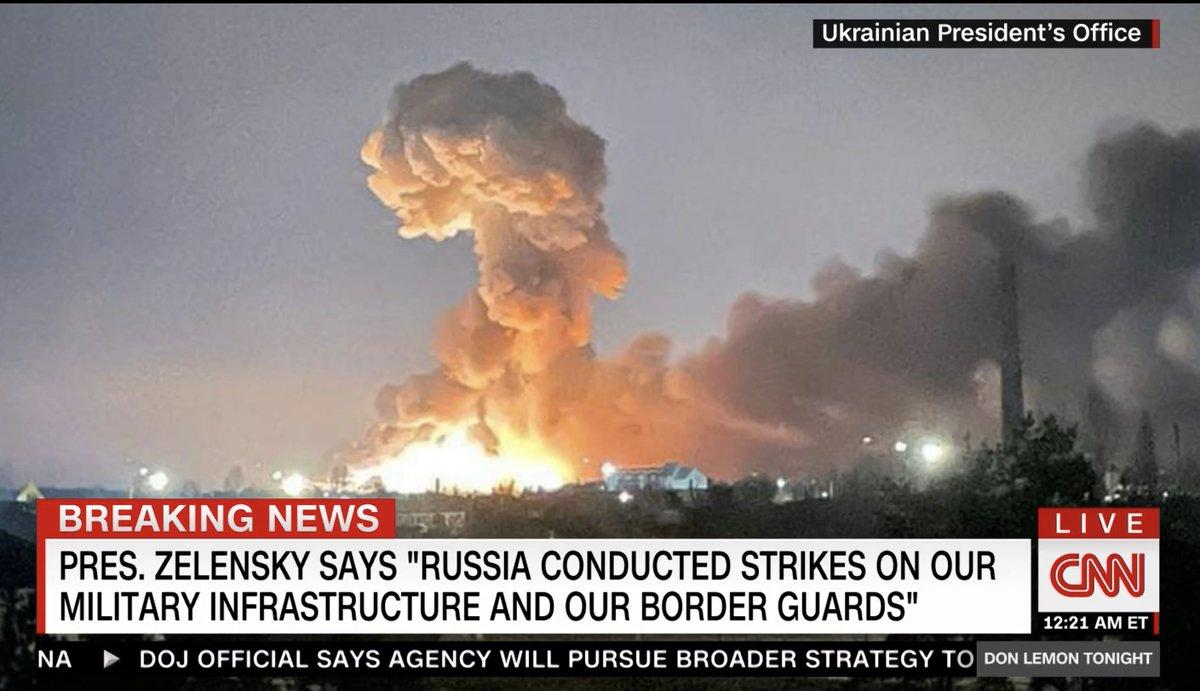 Ukrainian President's Office
BREAKING NEWS
PRES. ZELENSKY SAYS "RUSSIA CONDUCTED STRIKES ON OUR
MILITARY INFRASTRUCTURE AND OUR BORDER GUARDS"
LIVE
CNN
12:21 AM ET
NA ▶ DOJ OFFICIAL SAYS AGENCY WILL PURSUE BROADER STRATEGY TO
DON LEMON TONIGHT